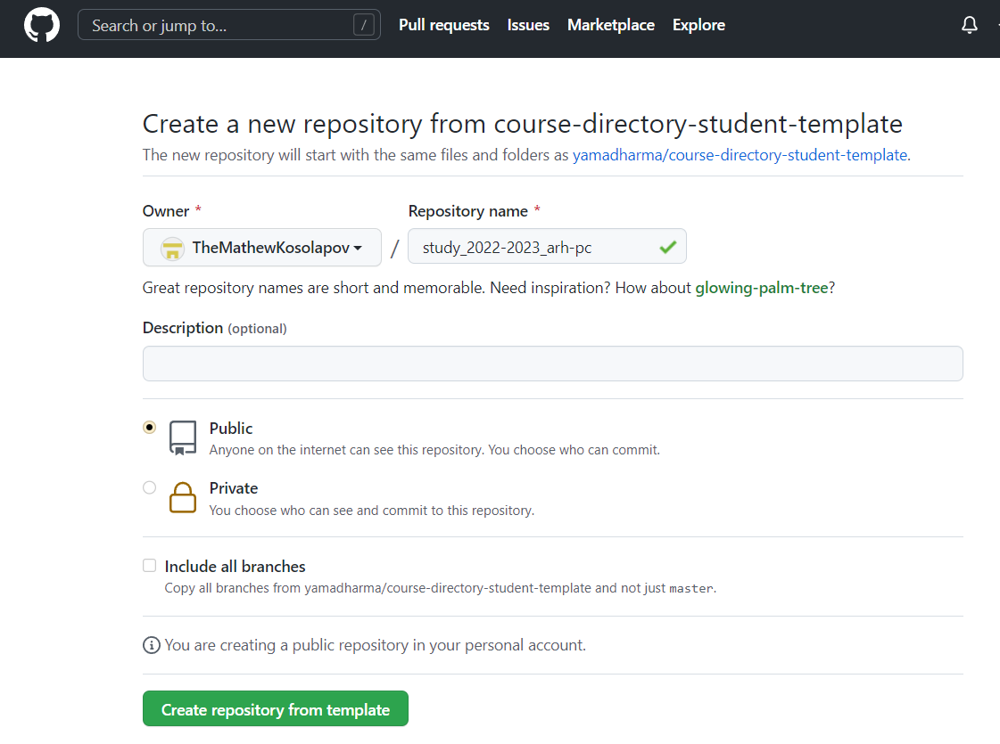 Search or jump to... / Pull requests Issues Marketplace Explore
Create a new repository from course-directory-student-template
The new repository will start with the same files and folders as yamadharma/course-directory-student-template.
Owner * Repository name *
TheMathewKosolapov / study_2022-2023_arh-pc
Great repository names are short and memorable. Need inspiration? How about glowing-palm-tree?
Description (optional)
Public
Anyone on the internet can see this repository. You choose who can commit.
Private
You choose who can see and commit to this repository.
Include all branches
Copy all branches from yamadharma/course-directory-student-template and not just master.
You are creating a public repository in your personal account.
Create repository from template